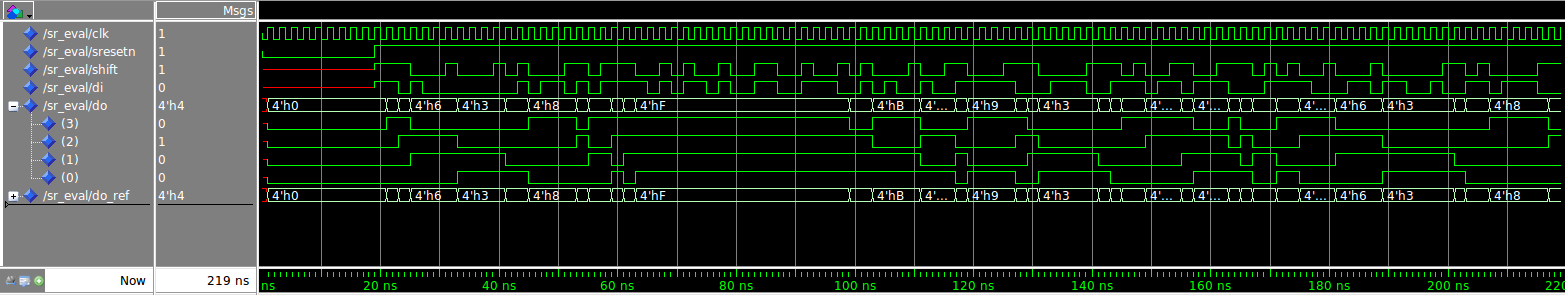 Msgs
/sr_eval/clk 1
/sr_eval/sresetn 1
/sr_eval/shift 1
/sr_eval/di 0
/sr_eval/do 4'h4 4'h0 4'h6 4'h3 4'h8 4'hF 4'hB 4'... 4'h9 4'h3 4'... 4'... 4'... 4'h6 4'h3 4'h8
(3) 0
(2) 1
(1) 0
(0) 0
/sr_eval/do_ref 4'h4 4'h0 4'h6 4'h3 4'h8 4'hF 4'hB 4'... 4'h9 4'h3 4'... 4'... 4'... 4'h6 4'h3 4'h8
Now 219 ns
ns 20 ns 40 ns 60 ns 80 ns 100 ns 120 ns 140 ns 160 ns 180 ns 200 ns 220